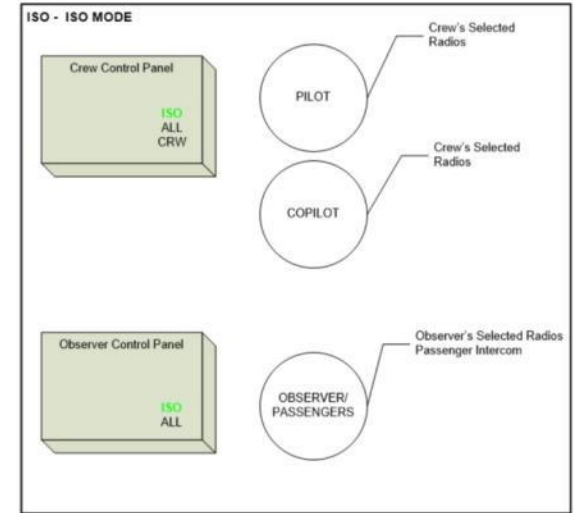 ISO - ISO MODE
Crew Control Panel
ISO
ALL
CRW
PILOT
Crew's Selected
Radios
COPILOT
Crew's Selected
Radios
Observer Control Panel
ISO
ALL
OBSERVER/
PASSENGERS
Observer's Selected Radios
Passenger Intercom